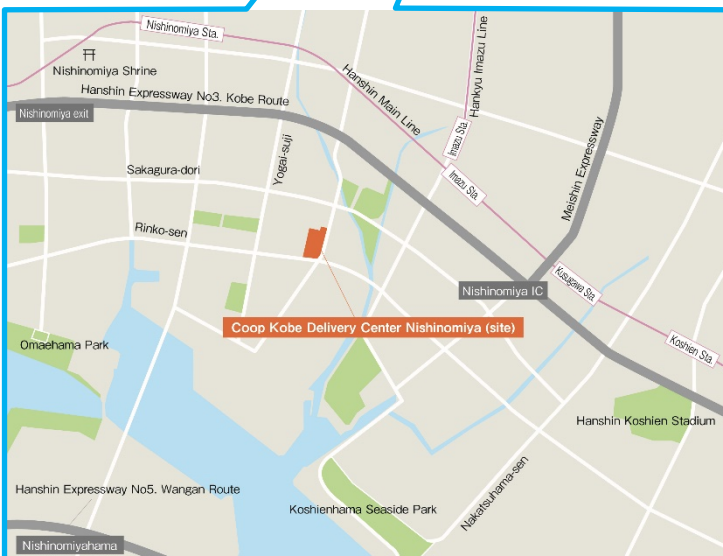 Nishinomiya Sta.
Nishinomiya Shrine
Hanshin Expressway No3. Kobe Route
Nishinomiya exit
Hanshin Main Line
Hankyu Imazu Line
Imazu Sta.
Imazu Sta.
Meishin Expressway
Yogai-suji
Sakagura-dori
Rinko-sen
Kusugawa Sta.
Nishinomiya IC
Coop Kobe Delivery Center Nishinomiya (site)
Koshien Sta.
Omaehama Park
Hanshin Koshien Stadium
Hanshin Expressway No5. Wangan Route
Koshienhama Seaside Park
Nakatsuhama-sen
Nishinomiyahama